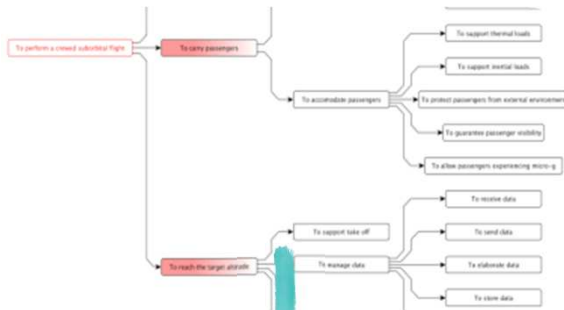 To support thermal loads
To perform a crewed suborbital flight
To carry passengers
To support inertial loads
To accomodate passengers
To protect passengers from external environment
To guarantee passenger visibility
To allow passengers experiencing micro-g
To receive data
To support take off
To send data
To reach the target altitude
To manage data
To elaborate data
To store data